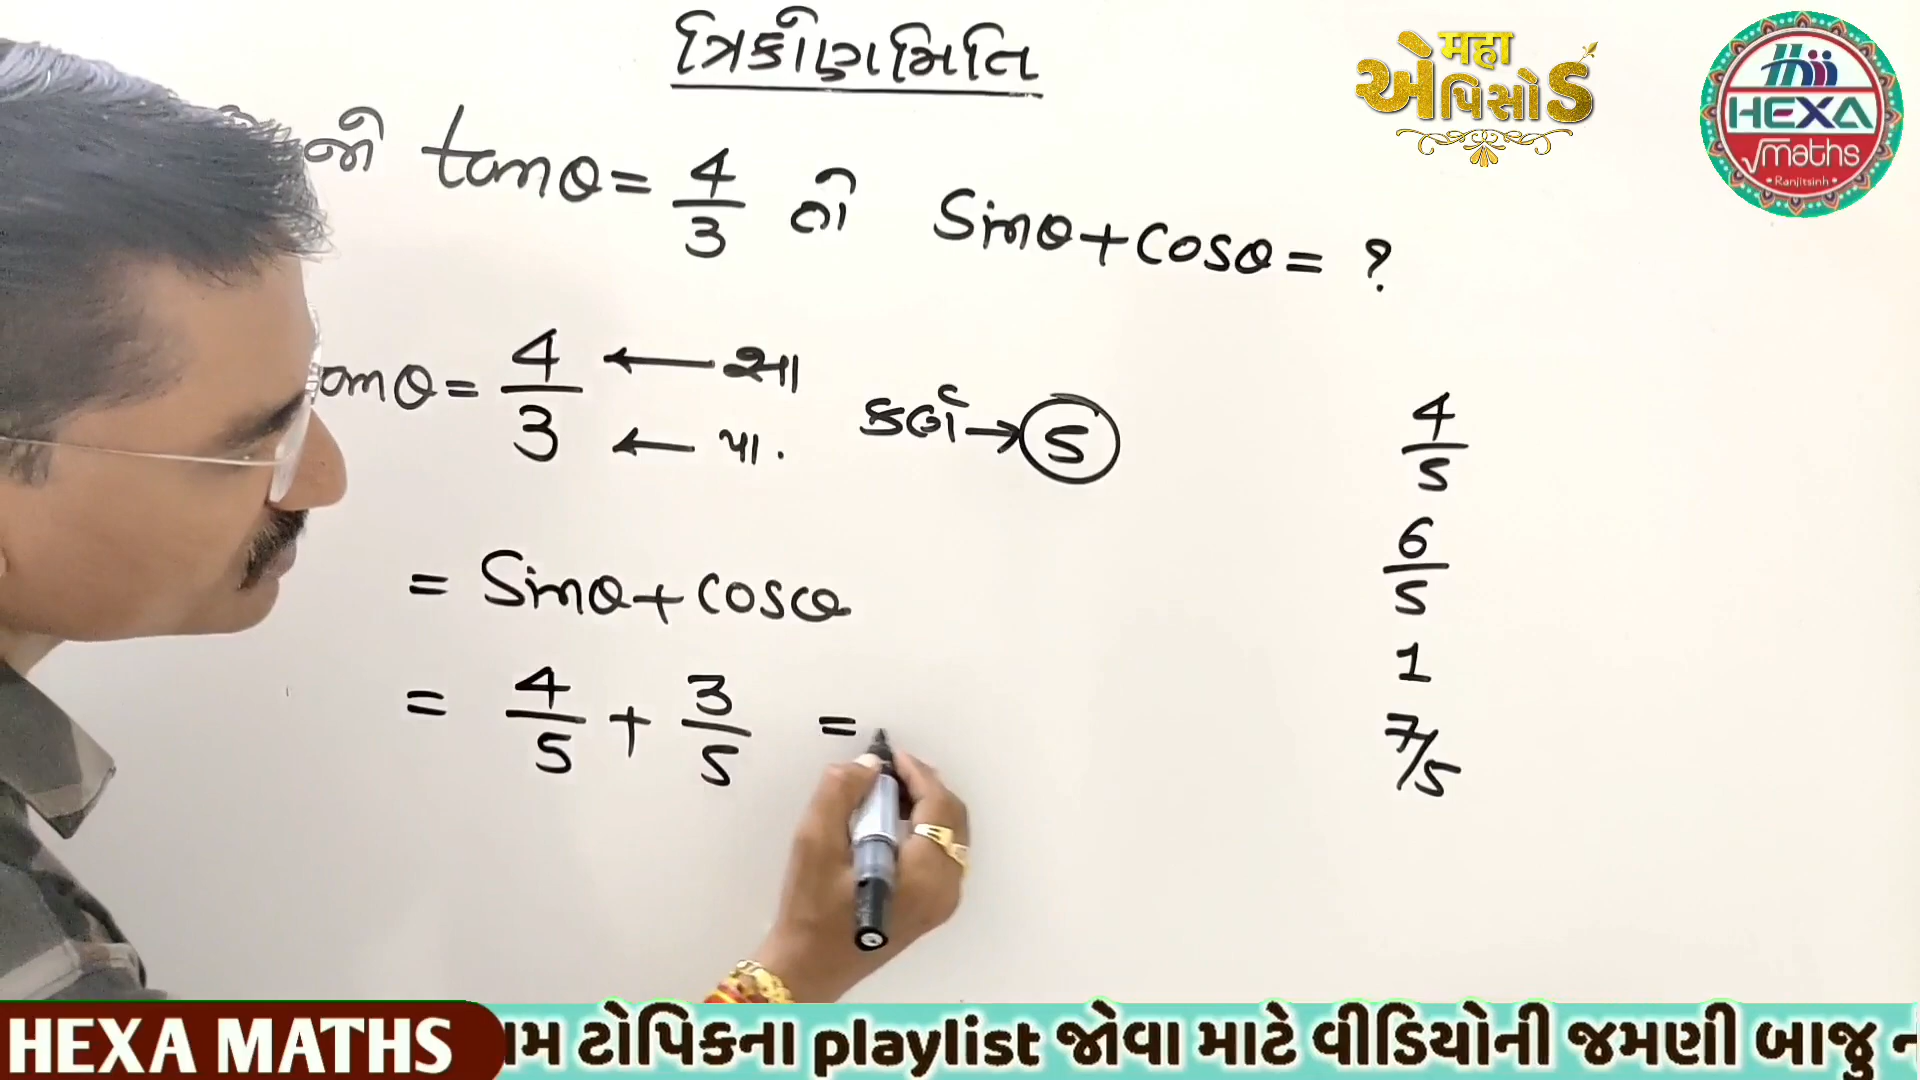 ત્રિકોણમિતિ
મહા
એપિસોડ
HEXA
√maths
• Ranjitsinh •
જો tanθ = 4/3 તો sinθ + cosθ = ?
anθ = 4/3 ← સા ← પા. કર્ણ → 5
= sinθ + cosθ
= 4/5 + 3/5 =
4/5
6/5
1
7/5
HEXA MATHS
ટોપિકના playlist જોવા માટે વીડિયોની જમણી બાજુ